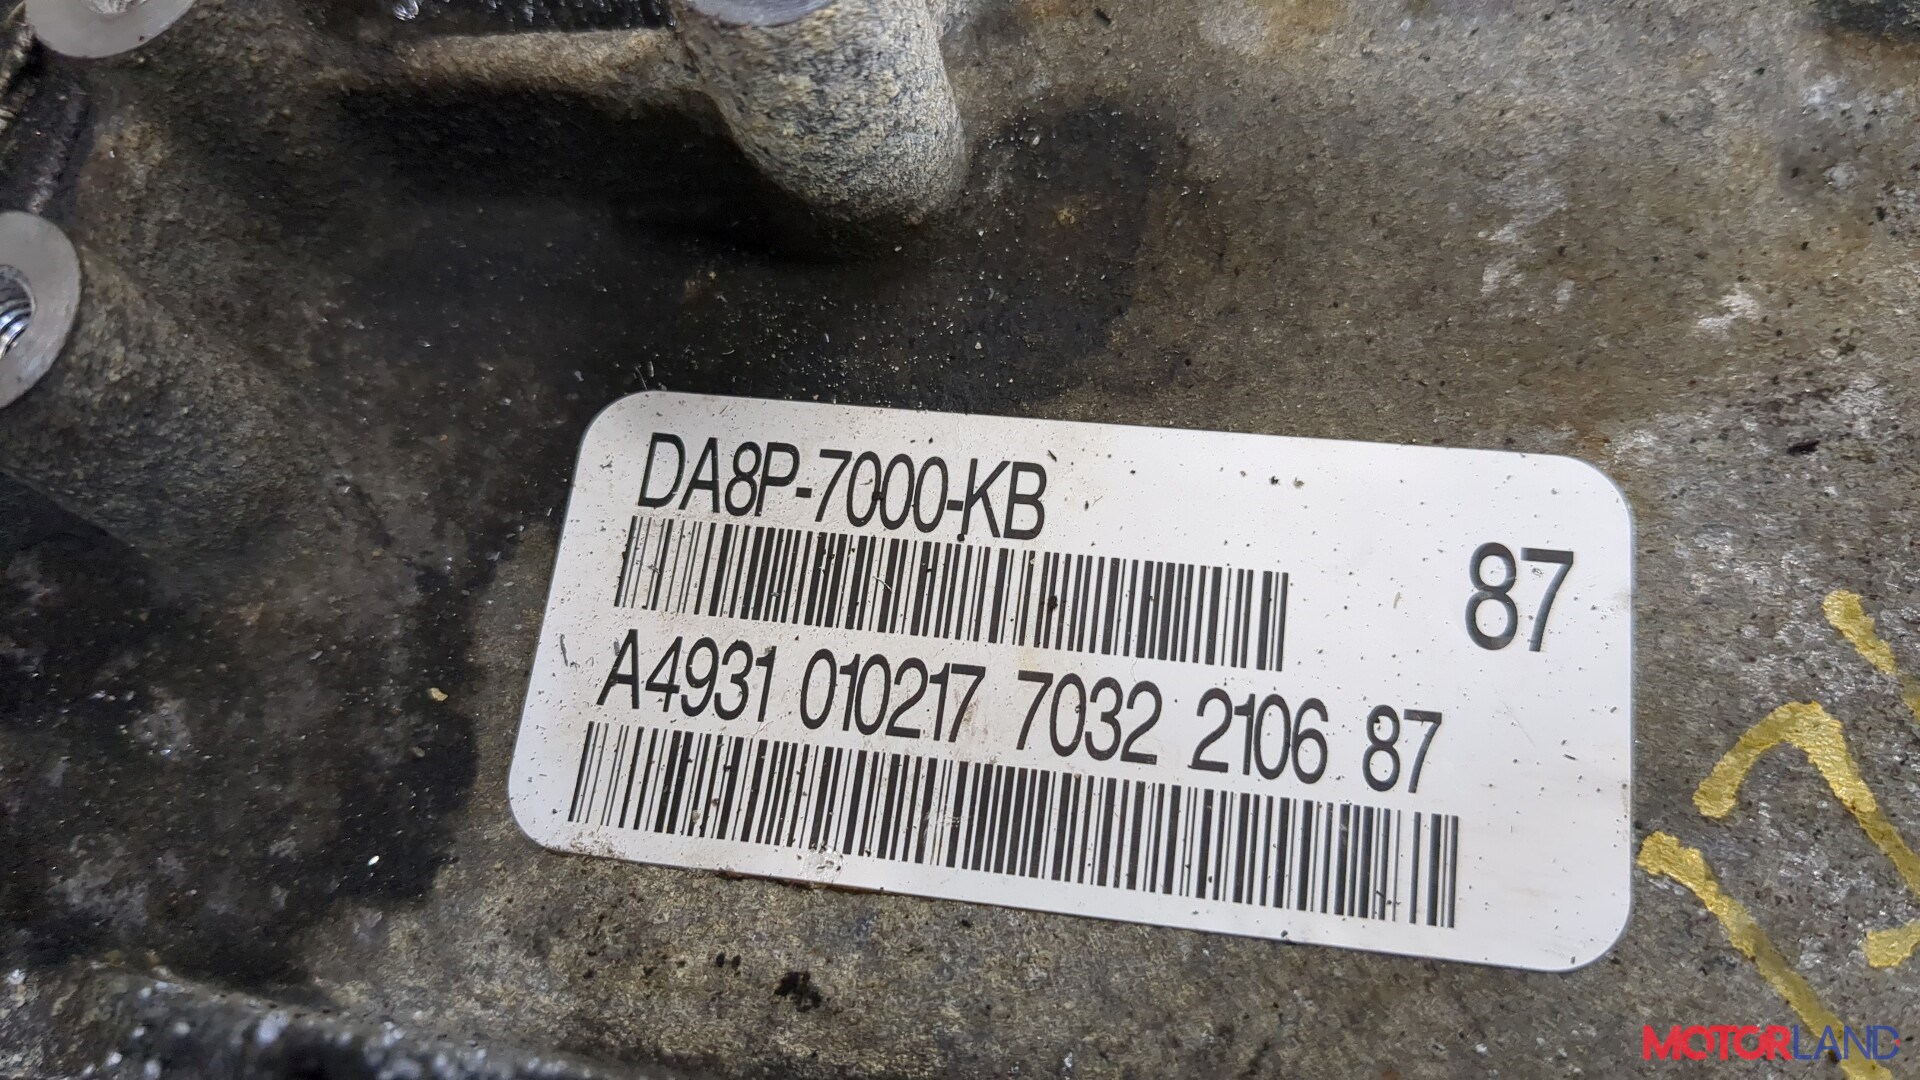 DA8P-7000-KB
87
A4931 010217 7032 2106 87
MOTORLAND